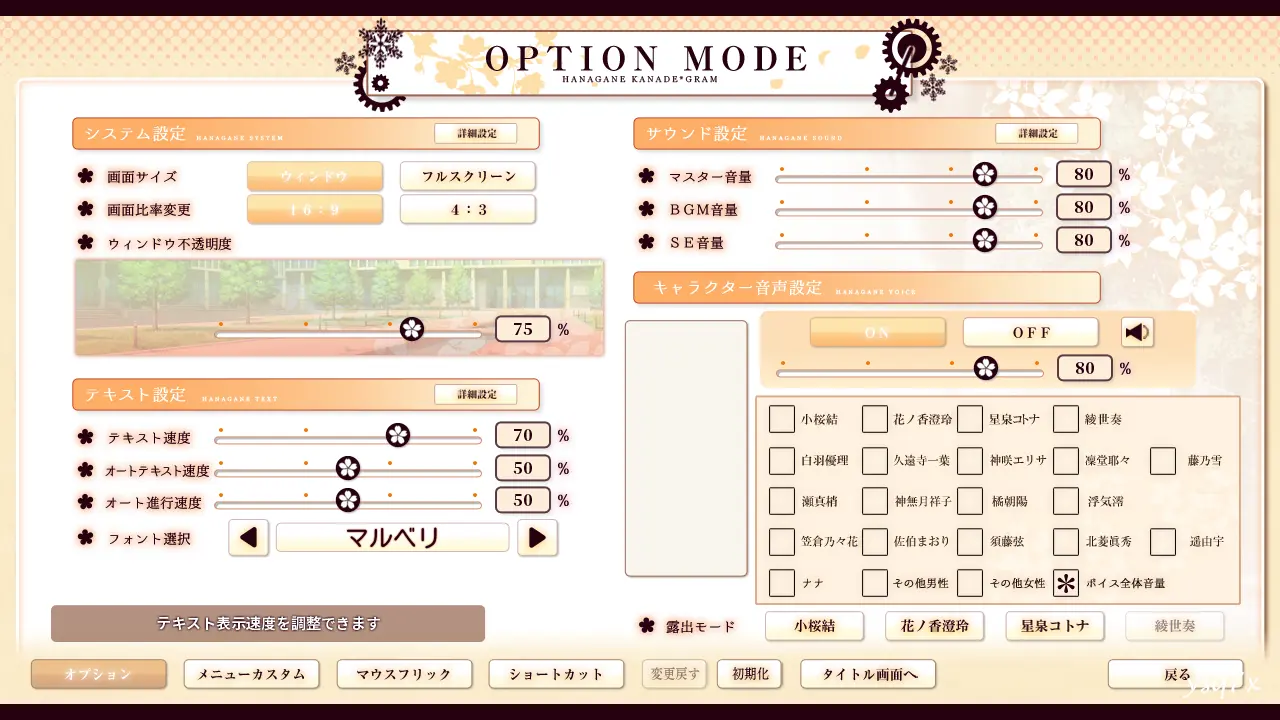 OPTION MODE
HANAGANE KANADE*GRAM
システム設定 HANAGANE SYSTEM 詳細設定
画面サイズ ウィンドウ フルスクリーン
画面比率変更 16：9 4：3
ウィンドウ不透明度
75 %
テキスト設定 HANAGANE TEXT 詳細設定
テキスト速度 70 %
オートテキスト速度 50 %
オート進行速度 50 %
フォント選択 マルベリ
テキスト表示速度を調整できます
サウンド設定 HANAGANE SOUND 詳細設定
マスター音量 80 %
ＢＧＭ音量 80 %
ＳＥ音量 80 %
キャラクター音声設定 HANAGANE VOICE
ON OFF
80 %
小桜結 花ノ香澄玲 星泉コトナ 綾世奏
白羽優理 久遠寺一葉 神咲エリサ 凜堂耶々 藤乃雪
瀬真梢 神無月祥子 橘朝陽 浮気澪
笠倉乃々花 佐伯まおり 須藤弦 北菱眞秀 遥由宇
ナナ その他男性 その他女性 ボイス全体音量
露出モード 小桜結 花ノ香澄玲 星泉コトナ 綾世奏
オプション メニューカスタム マウスフリック ショートカット 変更戻す 初期化 タイトル画面へ 戻る